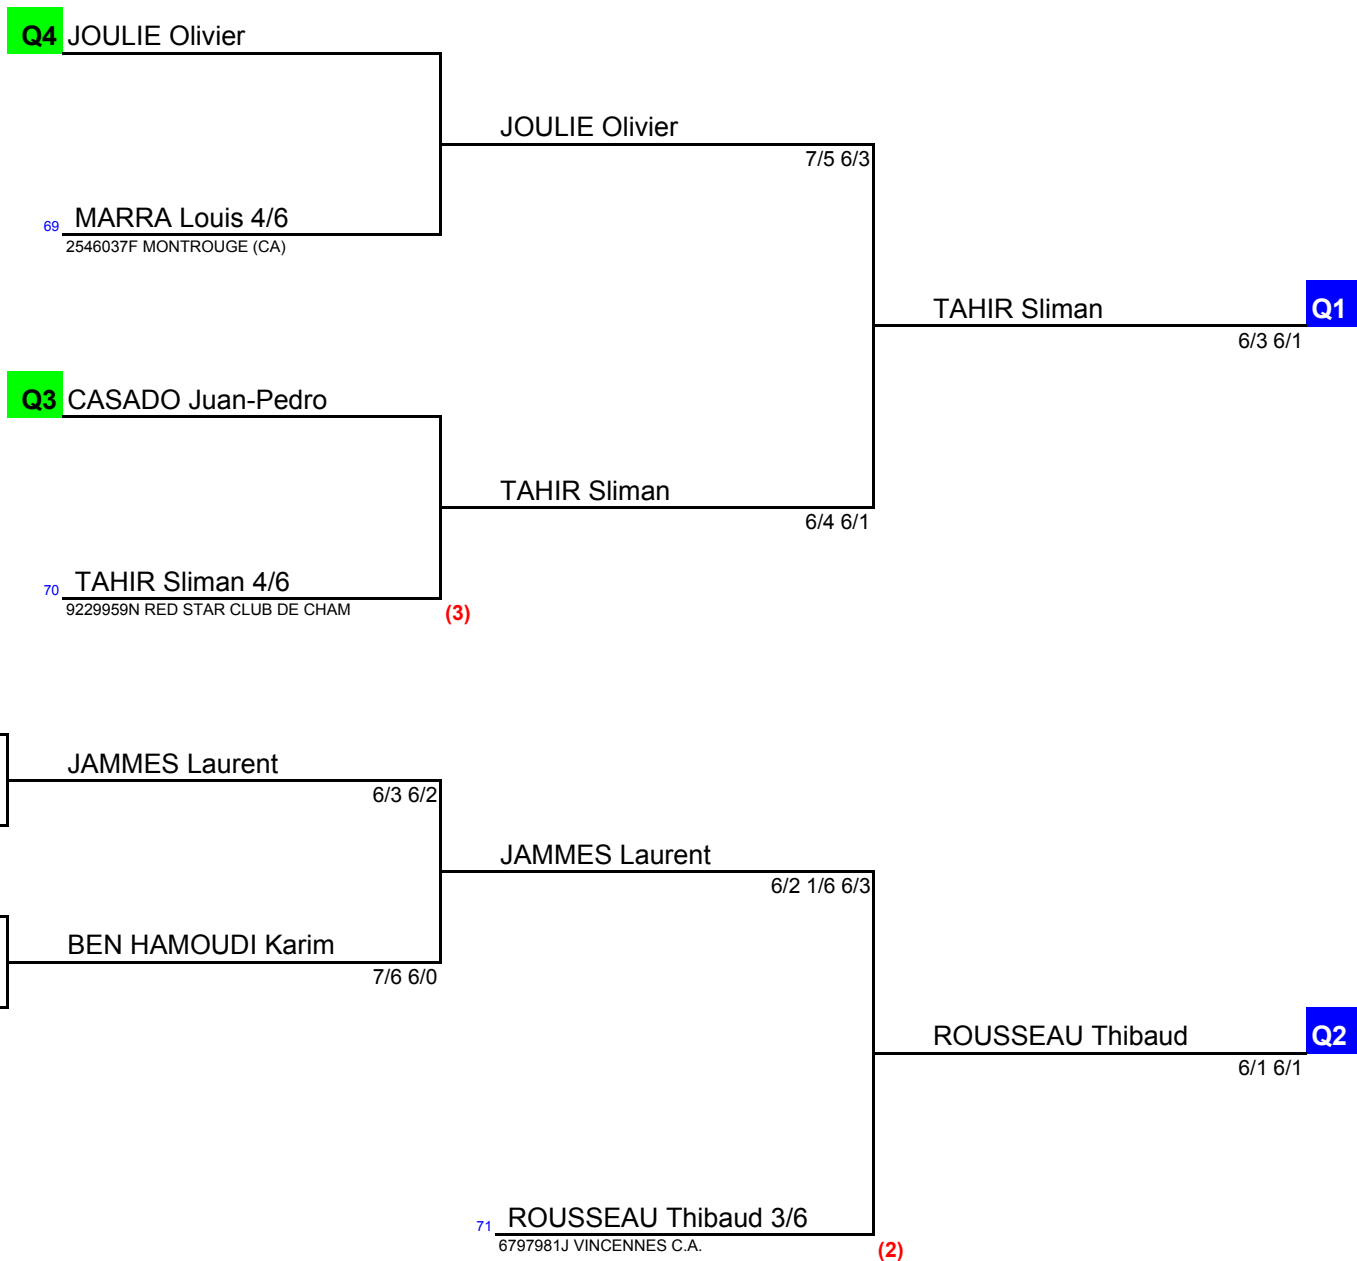 Q4 JOULIE Olivier
JOULIE Olivier
7/5 6/3
69 MARRA Louis 4/6
2546037F MONTROUGE (CA)
TAHIR Sliman Q1
6/3 6/1
Q3 CASADO Juan-Pedro
TAHIR Sliman
6/4 6/1
70 TAHIR Sliman 4/6
9229959N RED STAR CLUB DE CHAM (3)
JAMMES Laurent
6/3 6/2
JAMMES Laurent
6/2 1/6 6/3
BEN HAMOUDI Karim
7/6 6/0
ROUSSEAU Thibaud Q2
6/1 6/1
71 ROUSSEAU Thibaud 3/6
6797981J VINCENNES C.A. (2)